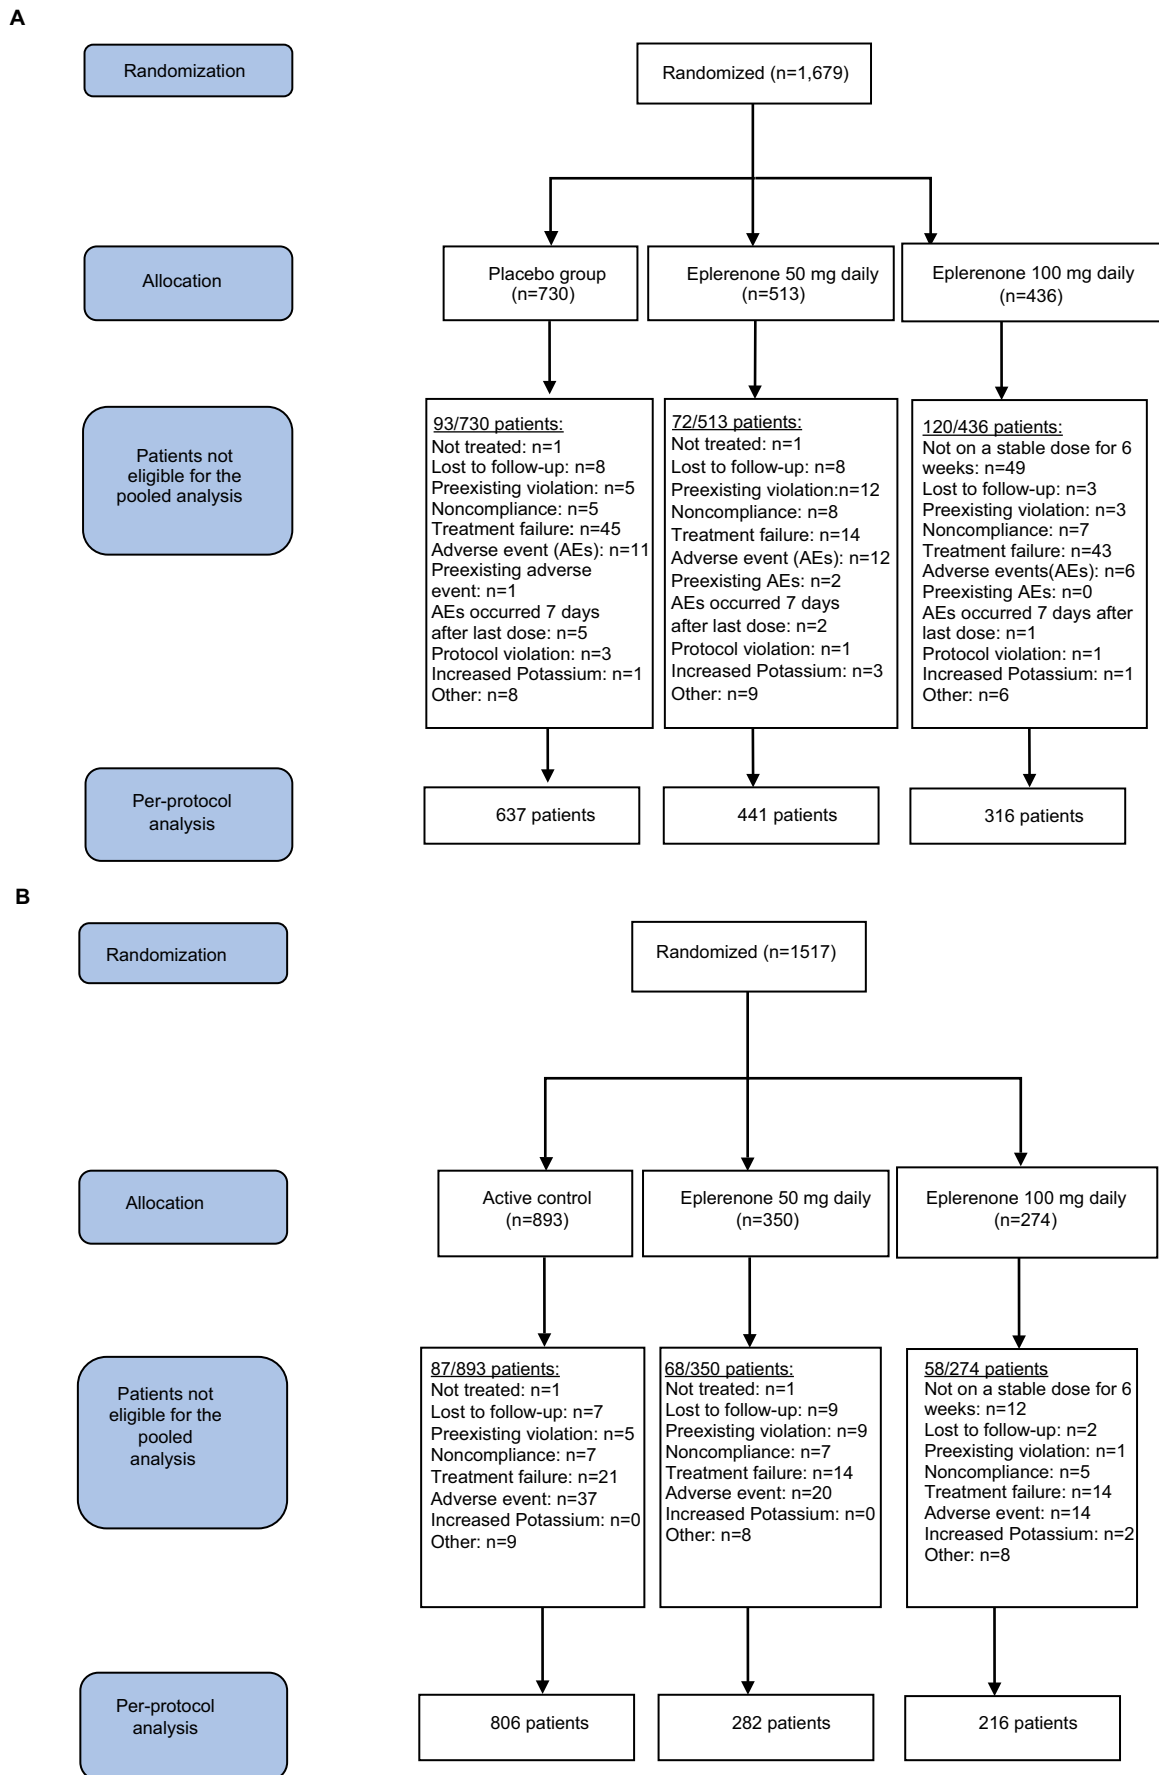 A
Randomization
Randomized (n=1,679)
Allocation
Placebo group
(n=730)
Eplerenone 50 mg daily
(n=513)
Eplerenone 100 mg daily
(n=436)
Patients not
eligible for the
pooled analysis
93/730 patients:
Not treated: n=1
Lost to follow-up: n=8
Preexisting violation: n=5
Noncompliance: n=5
Treatment failure: n=45
Adverse event (AEs): n=11
Preexisting adverse
event: n=1
AEs occurred 7 days
after last dose: n=5
Protocol violation: n=3
Increased Potassium: n=1
Other: n=8
72/513 patients:
Not treated: n=1
Lost to follow-up: n=8
Preexisting violation:n=12
Noncompliance: n=8
Treatment failure: n=14
Adverse event (AEs): n=12
Preexisting AEs: n=2
AEs occurred 7 days
after last dose: n=2
Protocol violation: n=1
Increased Potassium: n=3
Other: n=9
120/436 patients:
Not on a stable dose for 6
weeks: n=49
Lost to follow-up: n=3
Preexisting violation: n=3
Noncompliance: n=7
Treatment failure: n=43
Adverse events(AEs): n=6
Preexisting AEs: n=0
AEs occurred 7 days after
last dose: n=1
Protocol violation: n=1
Increased Potassium: n=1
Other: n=6
Per-protocol
analysis
637 patients
441 patients
316 patients
B
Randomization
Randomized (n=1517)
Allocation
Active control
(n=893)
Eplerenone 50 mg daily
(n=350)
Eplerenone 100 mg daily
(n=274)
Patients not
eligible for the
pooled
analysis
87/893 patients:
Not treated: n=1
Lost to follow-up: n=7
Preexisting violation: n=5
Noncompliance: n=7
Treatment failure: n=21
Adverse event: n=37
Increased Potassium: n=0
Other: n=9
68/350 patients:
Not treated: n=1
Lost to follow-up: n=9
Preexisting violation: n=9
Noncompliance: n=7
Treatment failure: n=14
Adverse event: n=20
Increased Potassium: n=0
Other: n=8
58/274 patients
Not on a stable dose for 6
weeks: n=12
Lost to follow-up: n=2
Preexisting violation: n=1
Noncompliance: n=5
Treatment failure: n=14
Adverse event: n=14
Increased Potassium: n=2
Other: n=8
Per-protocol
analysis
806 patients
282 patients
216 patients